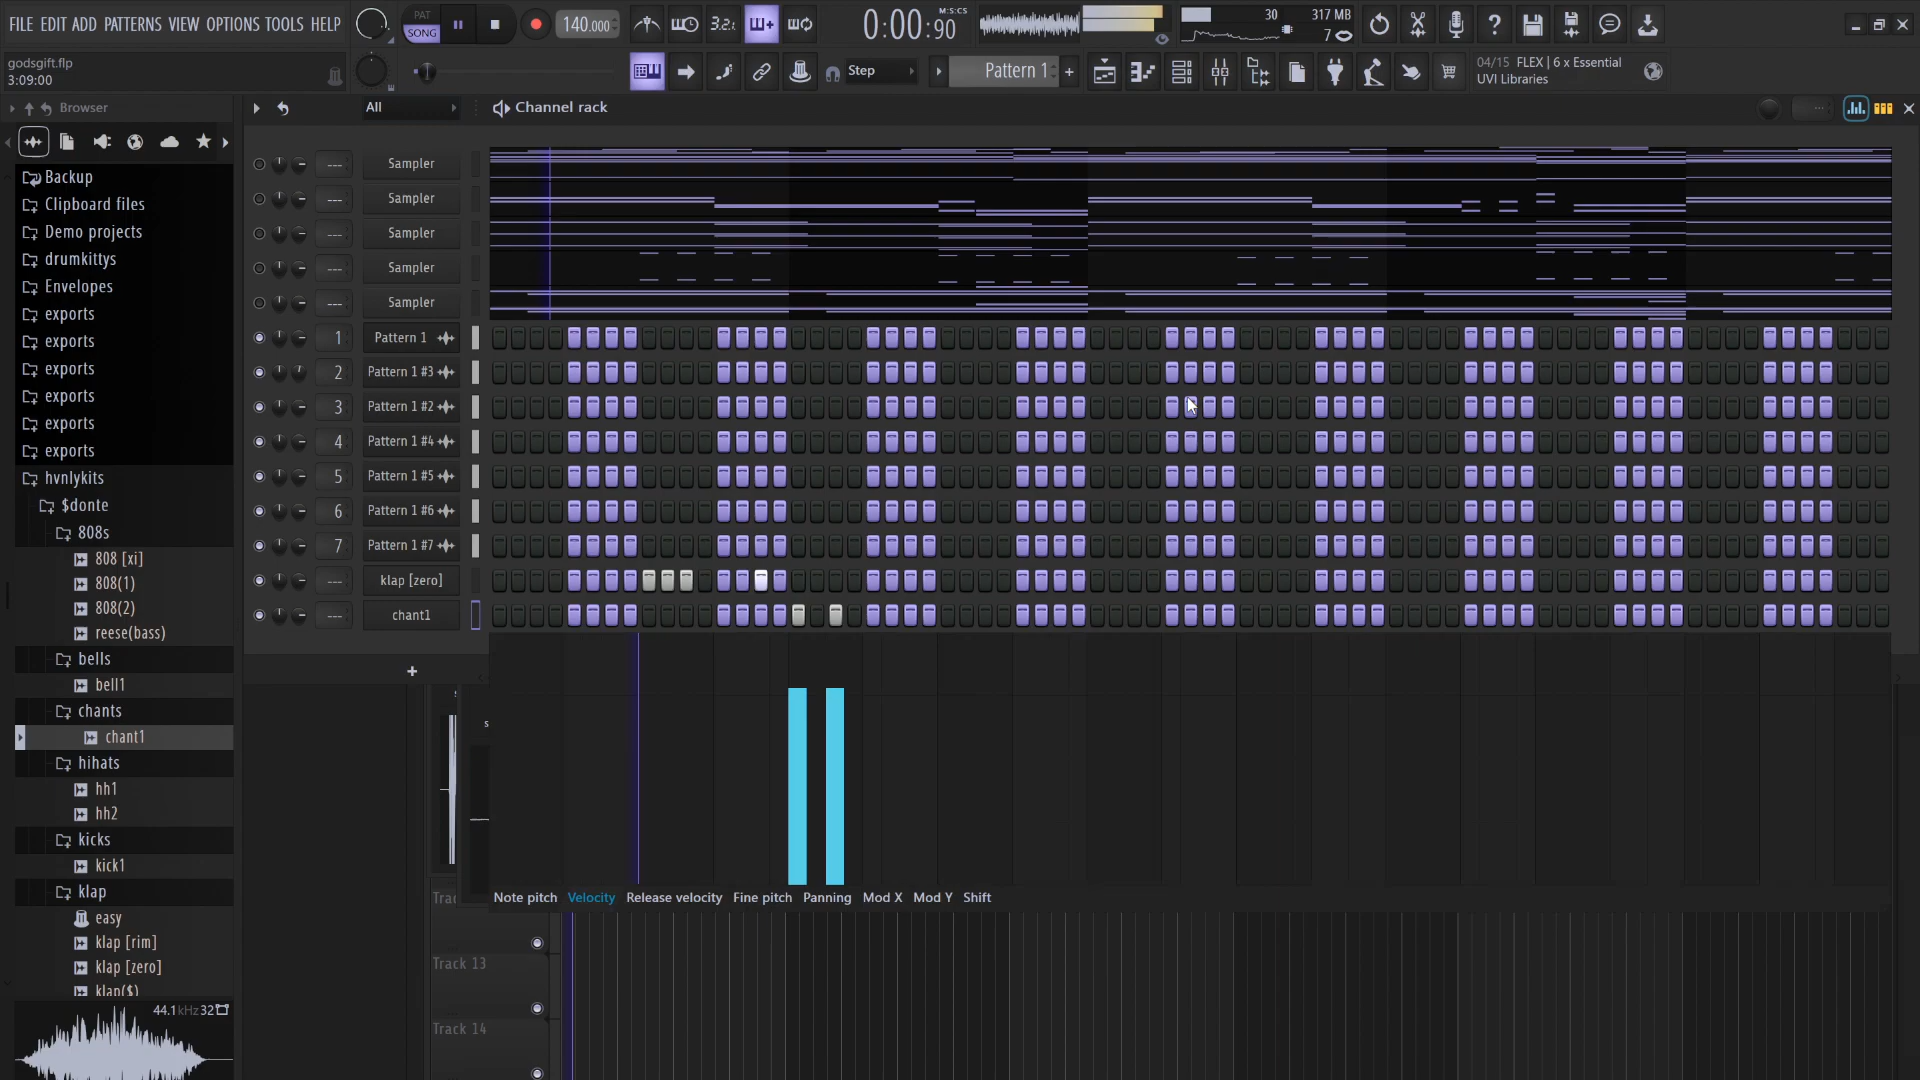 FILE EDIT ADD PATTERNS VIEW OPTIONS TOOLS HELP
PAT
SONG
140.000
3.2.
0:00:90
M:S:CS
30
317 MB
7
godsgift.flp
3:09:00
Step
Pattern 1
+
04/15 FLEX | 6 x Essential
UVI Libraries
Browser
All
Channel rack
Backup
Clipboard files
Demo projects
drumkittys
Envelopes
exports
exports
exports
exports
exports
exports
hvnlykits
$donte
808s
808 [xi]
808(1)
808(2)
reese(bass)
bells
bell1
chants
chant1
hihats
hh1
hh2
kicks
kick1
klap
easy
klap [rim]
klap [zero]
klap($)
44.1kHz 32
--- Sampler
--- Sampler
--- Sampler
--- Sampler
--- Sampler
1 Pattern 1
2 Pattern 1 #3
3 Pattern 1 #2
4 Pattern 1 #4
5 Pattern 1 #5
6 Pattern 1 #6
7 Pattern 1 #7
--- klap [zero]
--- chant1
+
Note pitch Velocity Release velocity Fine pitch Panning Mod X Mod Y Shift
Trac
Track 13
Track 14